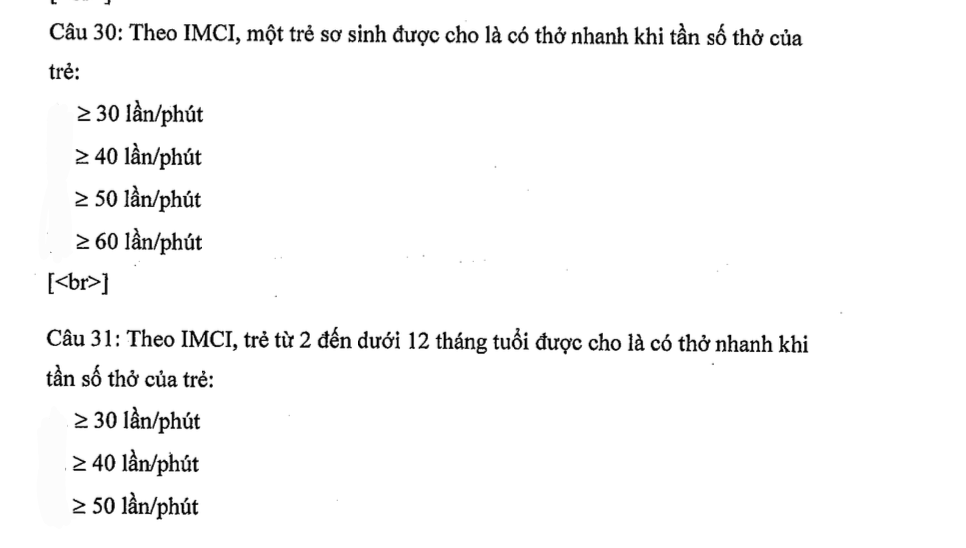 Câu 30: Theo IMCI, một trẻ sơ sinh được cho là có thở nhanh khi tần số thở của
trẻ:
≥ 30 lần/phút
≥ 40 lần/phút
≥ 50 lần/phút
≥ 60 lần/phút
[<br>]
Câu 31: Theo IMCI, trẻ từ 2 đến dưới 12 tháng tuổi được cho là có thở nhanh khi
tần số thở của trẻ:
≥ 30 lần/phút
≥ 40 lần/phút
≥ 50 lần/phút